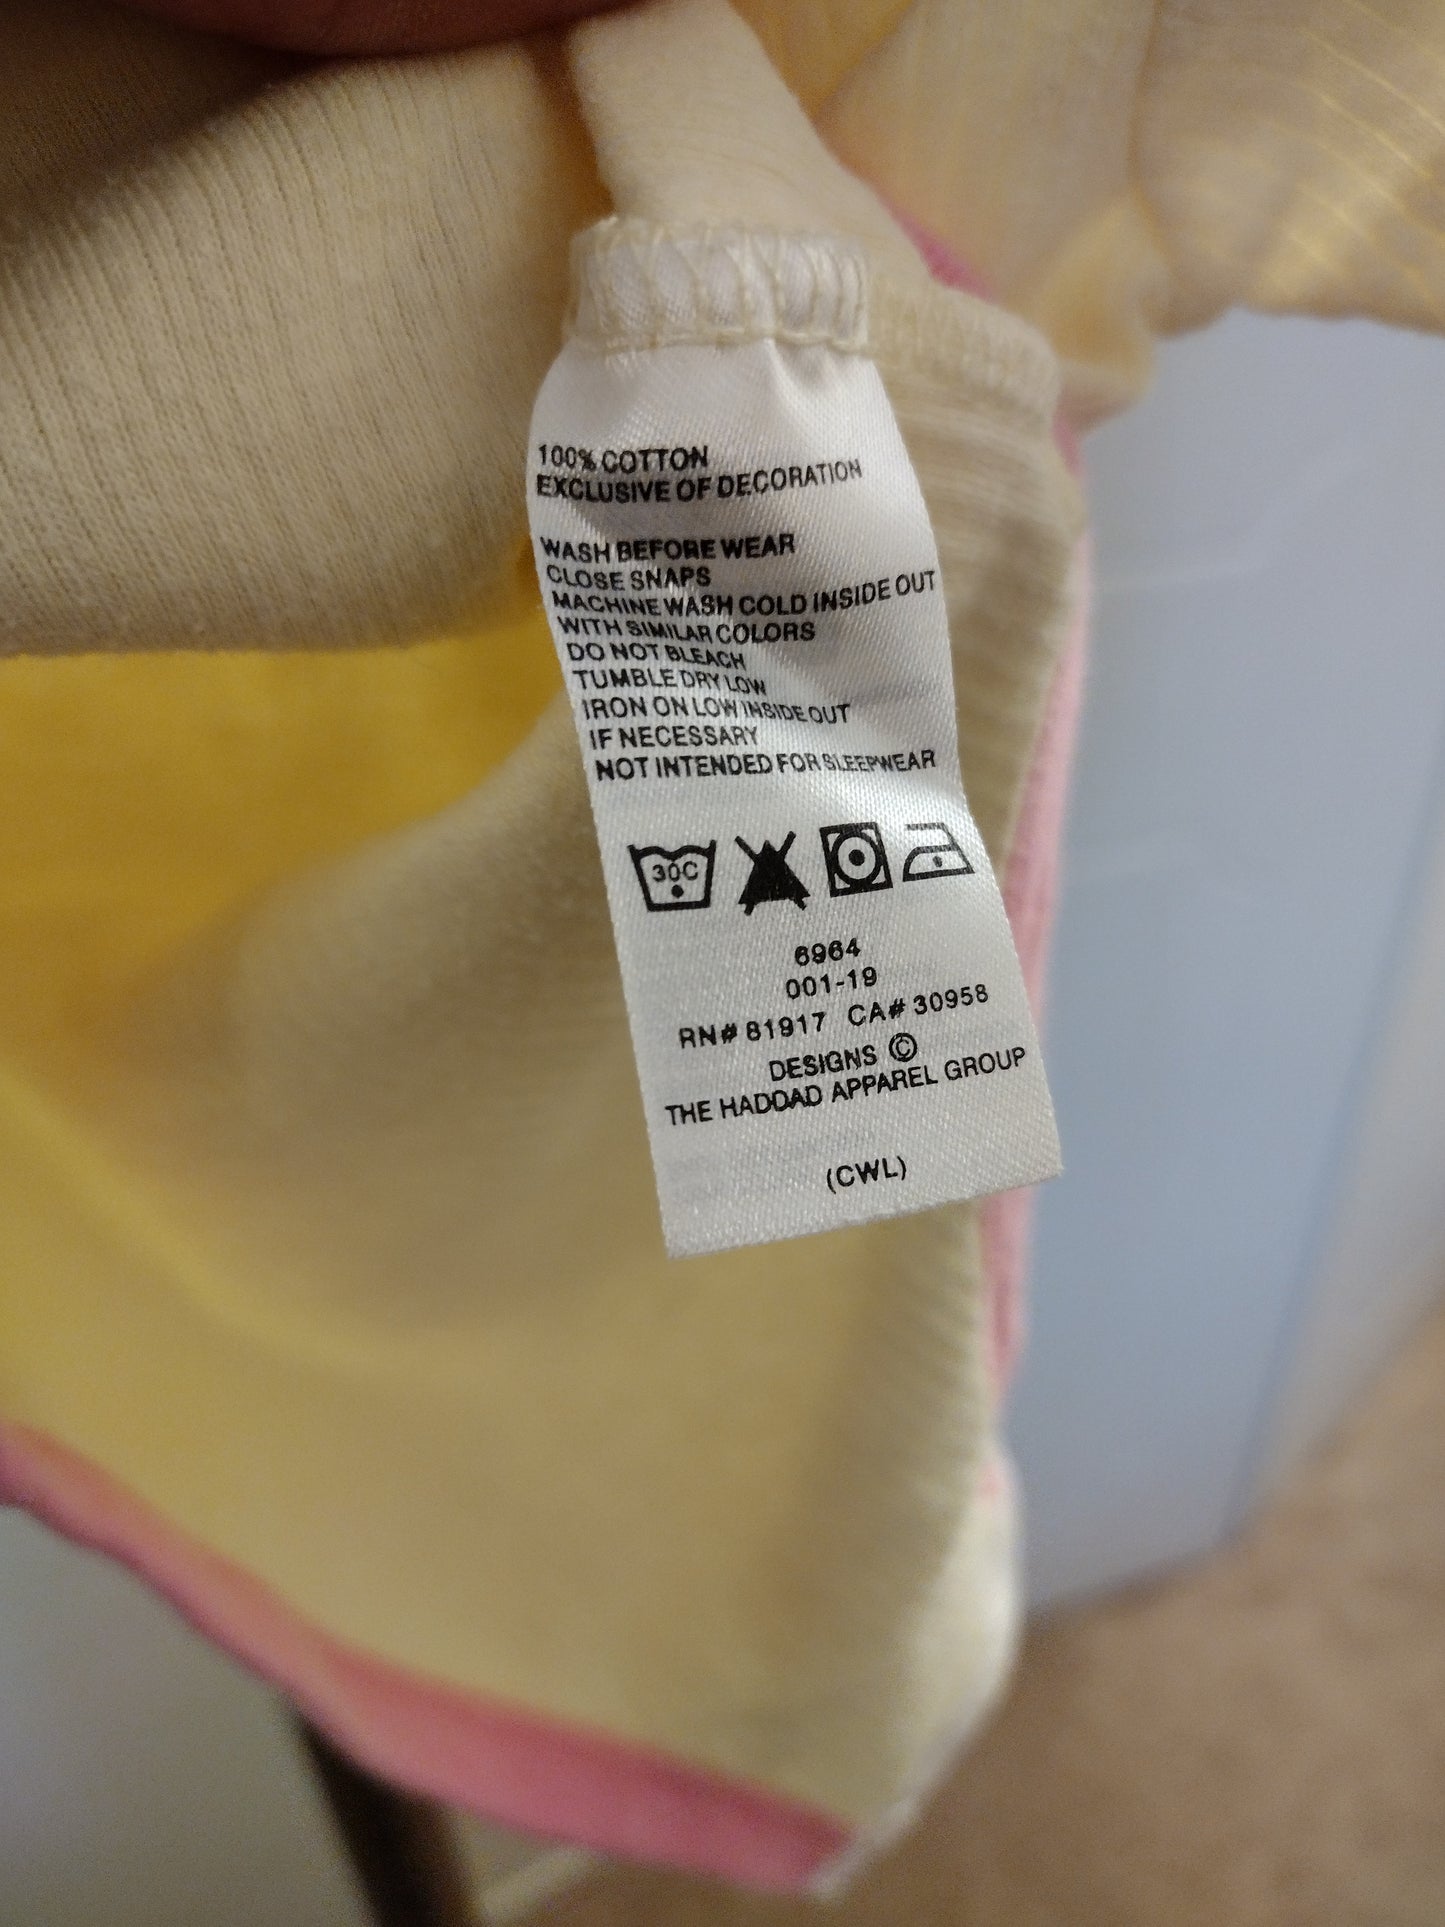 100% COTTON
EXCLUSIVE OF DECORATION
WASH BEFORE WEAR
CLOSE SNAPS
MACHINE WASH COLD INSIDE OUT
WITH SIMILAR COLORS
DO NOT BLEACH
TUMBLE DRY LOW
IRON ON LOW INSIDE OUT
IF NECESSARY
NOT INTENDED FOR SLEEPWEAR
30C
6964
001-19
RN# 81917 CA# 30958
DESIGNS ©
THE HADDAD APPAREL GROUP
(CWL)